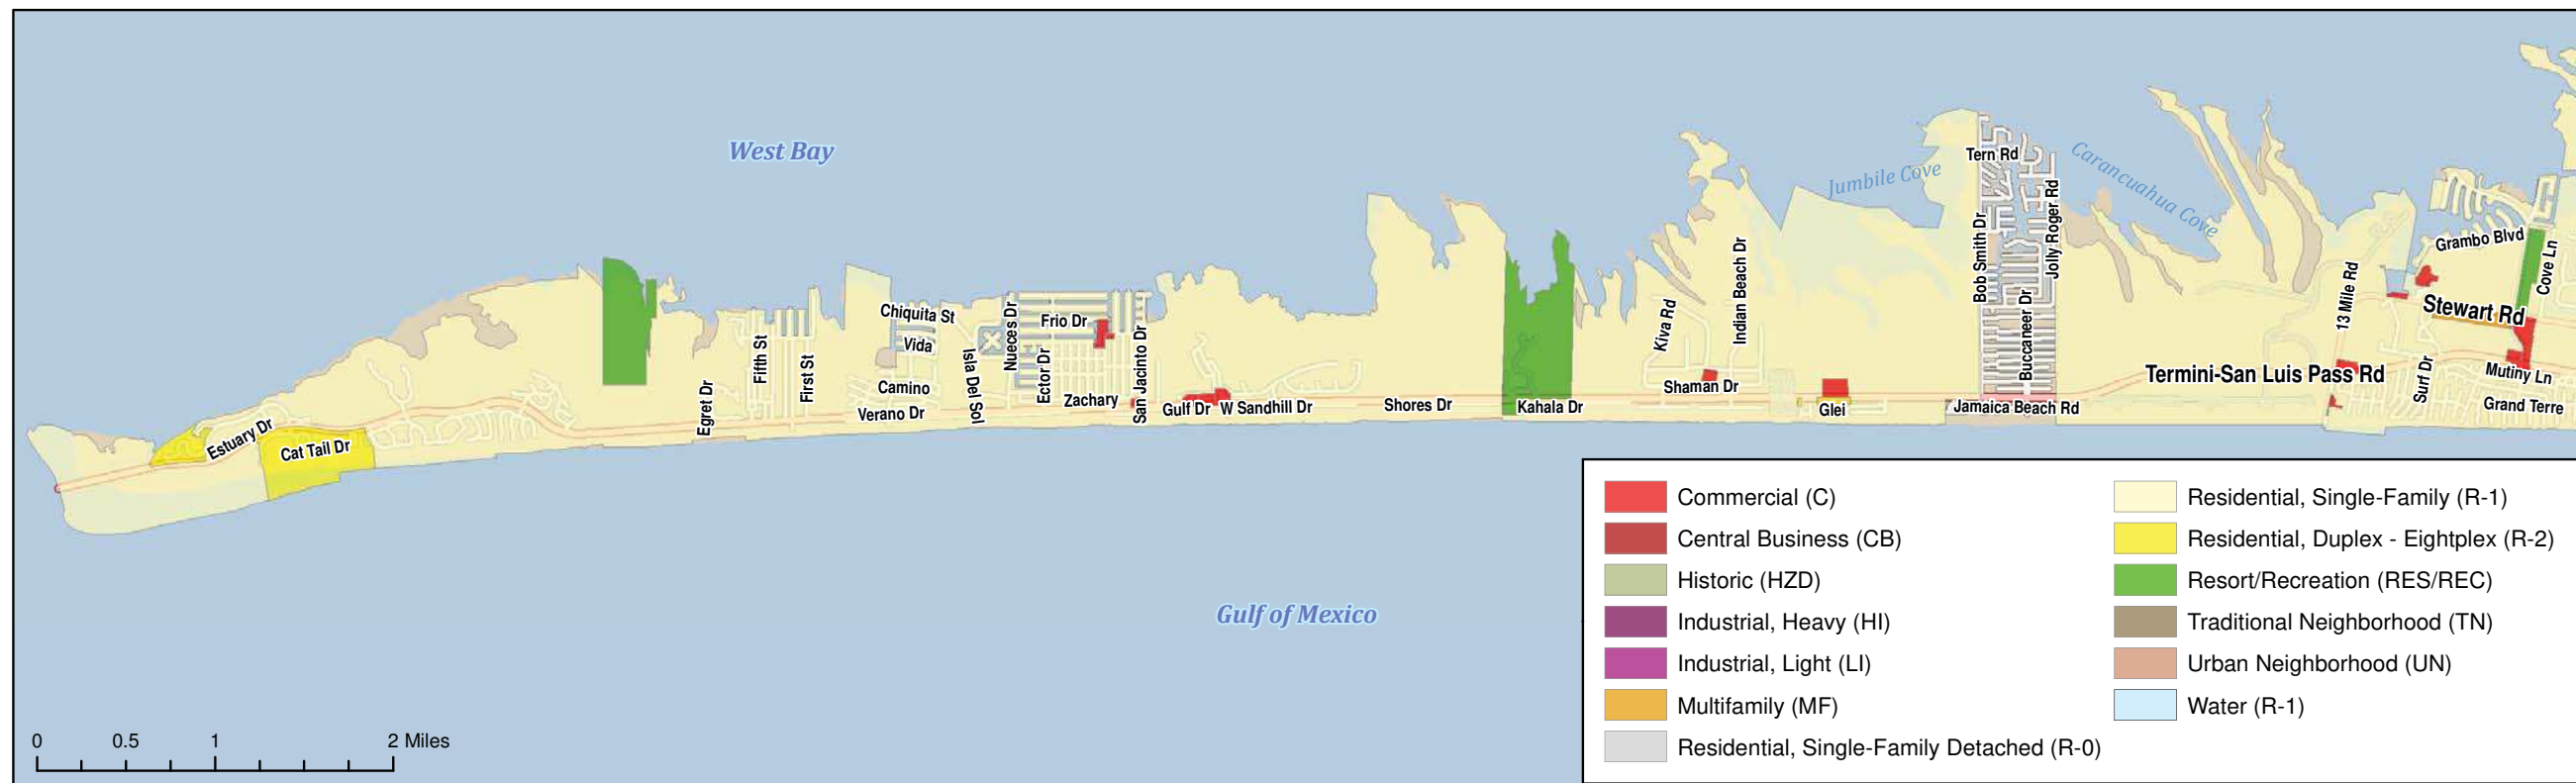 West Bay
Jumbile Cove
Carancuahua Cove
Tern Rd
Bob Smith Dr
Jolly Roger Rd
Buccaneer Dr
Grambo Blvd
Cove Ln
13 Mile Rd
Stewart Rd
Termini-San Luis Pass Rd
Surf Dr
Mutiny Ln
Grand Terre
Jamaica Beach Rd
Glei
Indian Beach Dr
Kiva Rd
Shaman Dr
Kahala Dr
Shores Dr
W Sandhill Dr
Gulf Dr
San Jacinto Dr
Zachary
Ector Dr
Frio Dr
Nueces Dr
Isla Del Sol
Chiquita St
Vida
Camino
Verano Dr
First St
Fifth St
Egret Dr
Estuary Dr
Cat Tail Dr
Gulf of Mexico
0 0.5 1 2 Miles
Commercial (C)
Central Business (CB)
Historic (HZD)
Industrial, Heavy (HI)
Industrial, Light (LI)
Multifamily (MF)
Residential, Single-Family Detached (R-0)
Residential, Single-Family (R-1)
Residential, Duplex - Eightplex (R-2)
Resort/Recreation (RES/REC)
Traditional Neighborhood (TN)
Urban Neighborhood (UN)
Water (R-1)